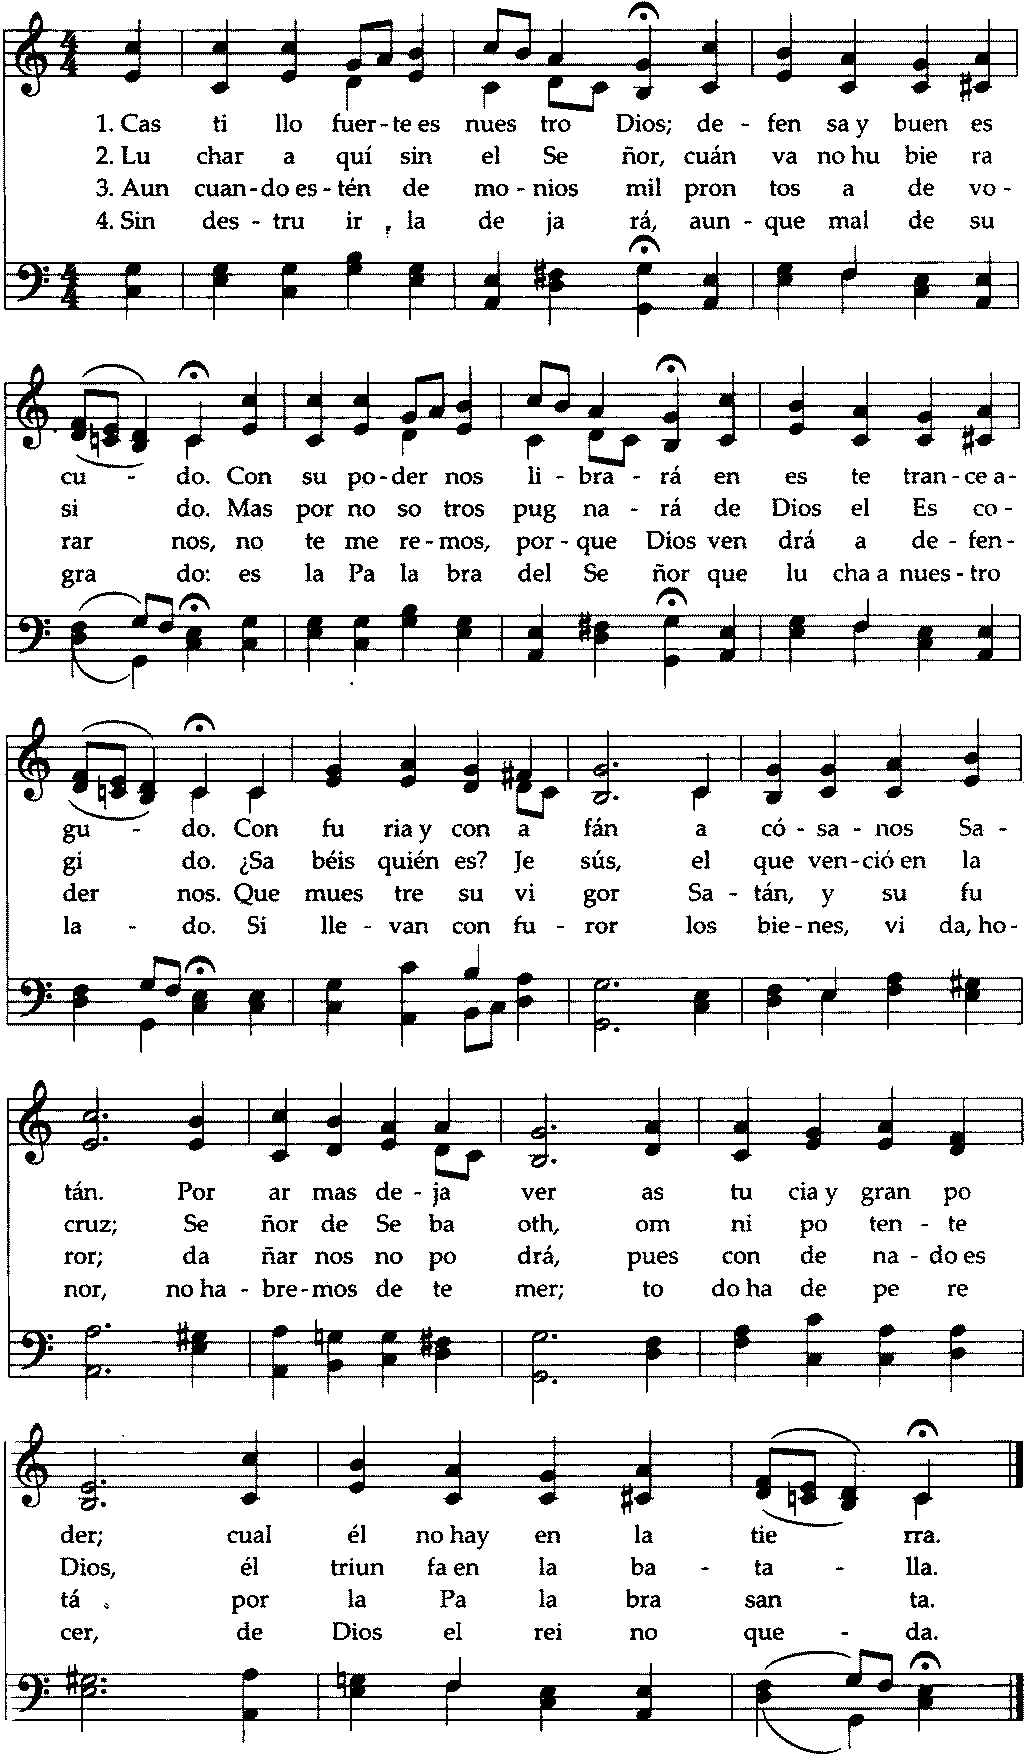 1. Cas ti llo fuer - te es nues tro Dios; de - fen sa y buen es
2. Lu char a quí sin el Se ñor, cuán va no hu bie ra
3. Aun cuan - do es - tén de mo - nios mil pron tos a de vo -
4. Sin des - tru ir , la de ja rá, aun - que mal de su
cu - do. Con su po - der nos li - bra - rá en es te tran - ce a -
si do. Mas por no so tros pug na - rá de Dios el Es co -
rar nos, no te me re - mos, por - que Dios ven drá a de - fen -
gra do: es la Pa la bra del Se ñor que lu cha a nues - tro
gu - do. Con fu ria y con a fán a có - sa - nos Sa -
gi do. ¿Sa béis quién es? Je sús, el que ven - ció en la
der nos. Que mues tre su vi gor Sa - tán, y su fu
la - do. Si lle - van con fu - ror los bie - nes, vi da, ho -
tán. Por ar mas de - ja ver as tu cia y gran po
cruz; Se ñor de Se ba oth, om ni po ten - te
ror; da ñar nos no po drá, pues con de na - do es
nor, no ha - bre - mos de te mer; to do ha de pe re
der; cual él no hay en la tie rra.
Dios, él triun fa en la ba - ta - lla.
tá por la Pa la bra san ta.
cer, de Dios el rei no que - da.